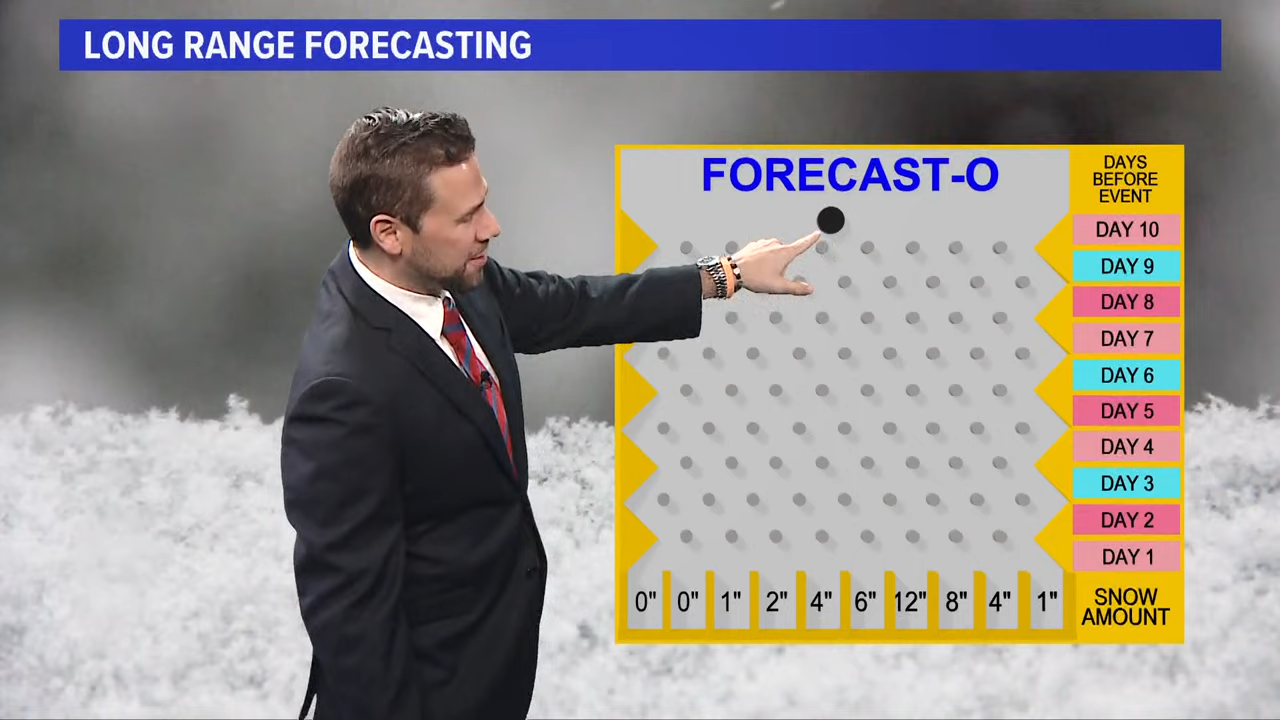 LONG RANGE FORECASTING
FORECAST-O
DAYS
BEFORE
EVENT
DAY 10
DAY 9
DAY 8
DAY 7
DAY 6
DAY 5
DAY 4
DAY 3
DAY 2
DAY 1
0" 0" 1" 2" 4" 6" 12" 8" 4" 1"
SNOW
AMOUNT